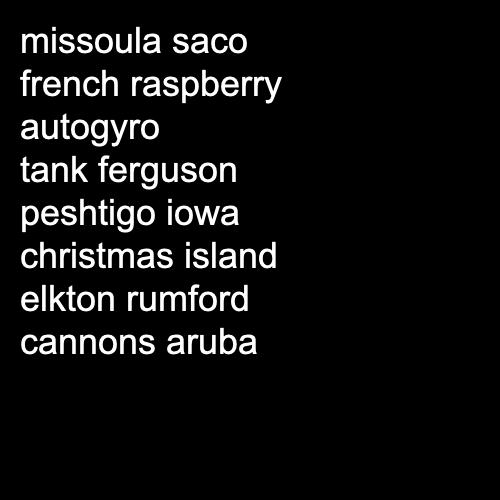 missoula saco
french raspberry
autogyro
tank ferguson
peshtigo iowa
christmas island
elkton rumford
cannons aruba